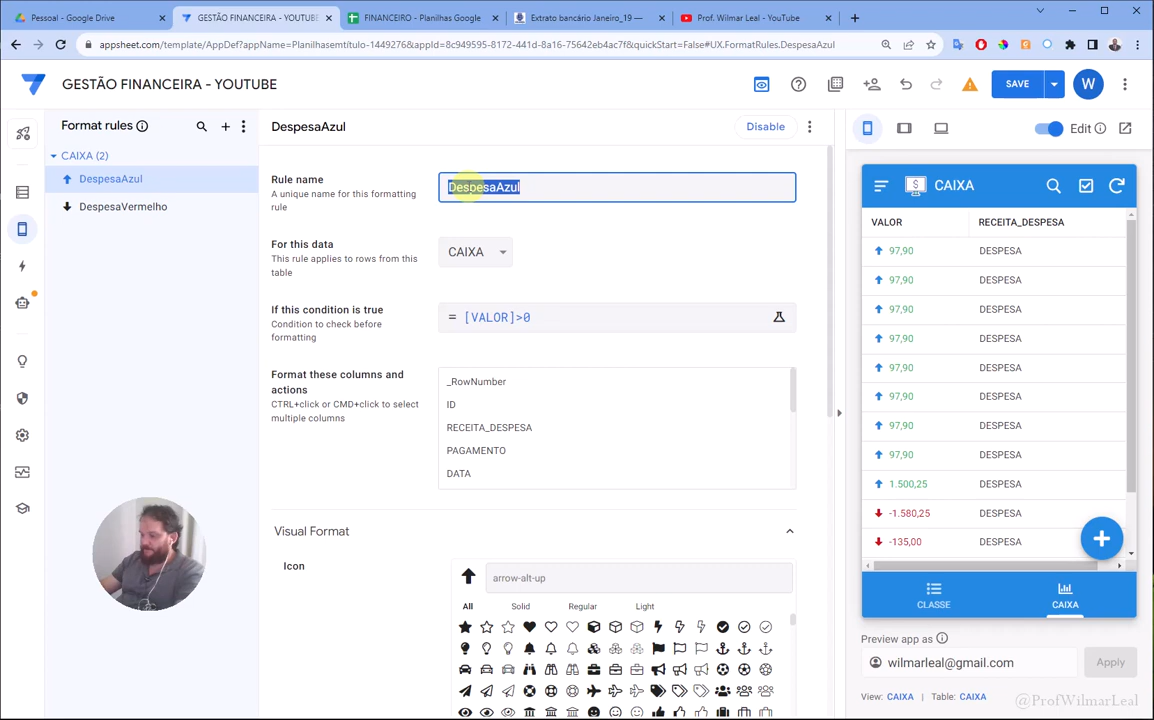 Pessoal - Google Drive
GESTÃO FINANCEIRA - YOUTUBE
FINANCEIRO - Planilhas Google
Extrato bancário Janeiro_19 —
Prof. Wilmar Leal - YouTube
appsheet.com/template/AppDef?appName=Planilhasemtítulo-1449276&appId=8c949595-8172-441d-8a16-75642eb4ac7f&quickStart=False#UX.FormatRules.DespesaAzul
GESTÃO FINANCEIRA - YOUTUBE
SAVE
W
Format rules
CAIXA (2)
DespesaAzul
DespesaVermelho
DespesaAzul
Disable
Rule name
A unique name for this formatting
rule
DespesaAzul
For this data
This rule applies to rows from this
table
CAIXA
If this condition is true
Condition to check before
formatting
= [VALOR]>0
Format these columns and
actions
CTRL+click or CMD+click to select
multiple columns
_RowNumber
ID
RECEITA_DESPESA
PAGAMENTO
DATA
Visual Format
Icon
arrow-alt-up
All
Solid
Regular
Light
Edit
CAIXA
VALOR
RECEITA_DESPESA
97,90 DESPESA
97,90 DESPESA
97,90 DESPESA
97,90 DESPESA
97,90 DESPESA
97,90 DESPESA
97,90 DESPESA
97,90 DESPESA
1.500,25 DESPESA
-1.580,25 DESPESA
-135,00 DESPESA
CLASSE
CAIXA
Preview app as
wilmarleal@gmail.com
Apply
View: CAIXA
Table: CAIXA
@ProfWilmarLeal